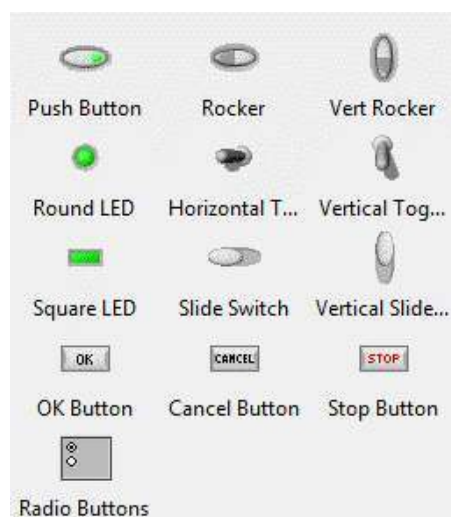 Push Button Rocker Vert Rocker
Round LED Horizontal T... Vertical Tog...
Square LED Slide Switch Vertical Slide...
OK CANCEL STOP
OK Button Cancel Button Stop Button
Radio Buttons